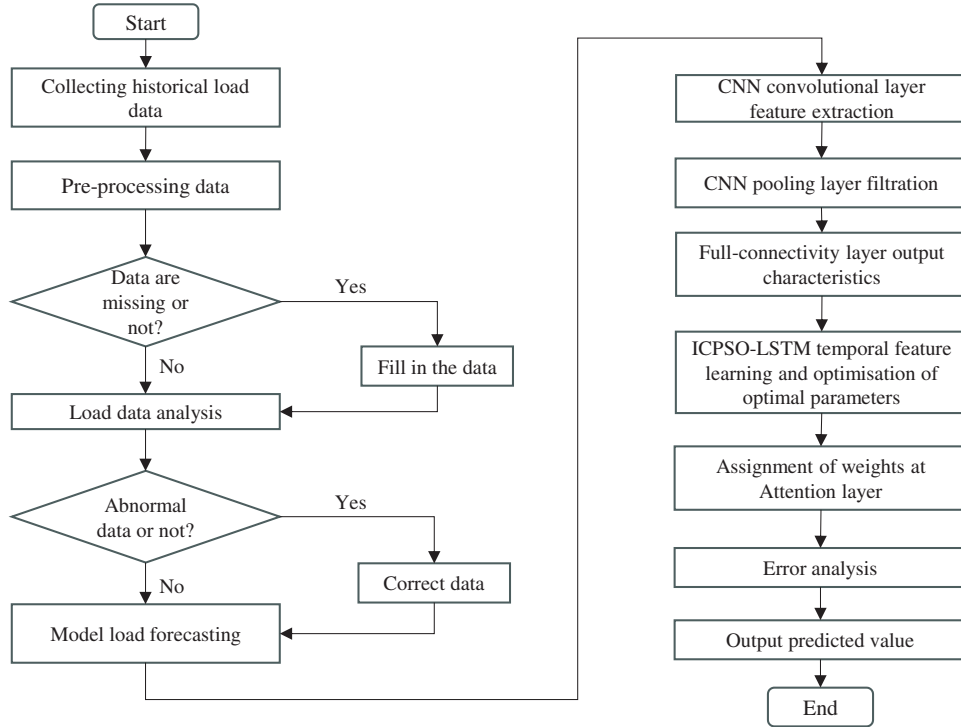 Start
Collecting historical load
data
Pre-processing data
Data are
missing or
not?
Yes
No
Fill in the data
Load data analysis
Abnormal
data or not?
Yes
No
Correct data
Model load forecasting
CNN convolutional layer
feature extraction
CNN pooling layer filtration
Full-connectivity layer output
characteristics
ICPSO-LSTM temporal feature
learning and optimisation of
optimal parameters
Assignment of weights at
Attention layer
Error analysis
Output predicted value
End